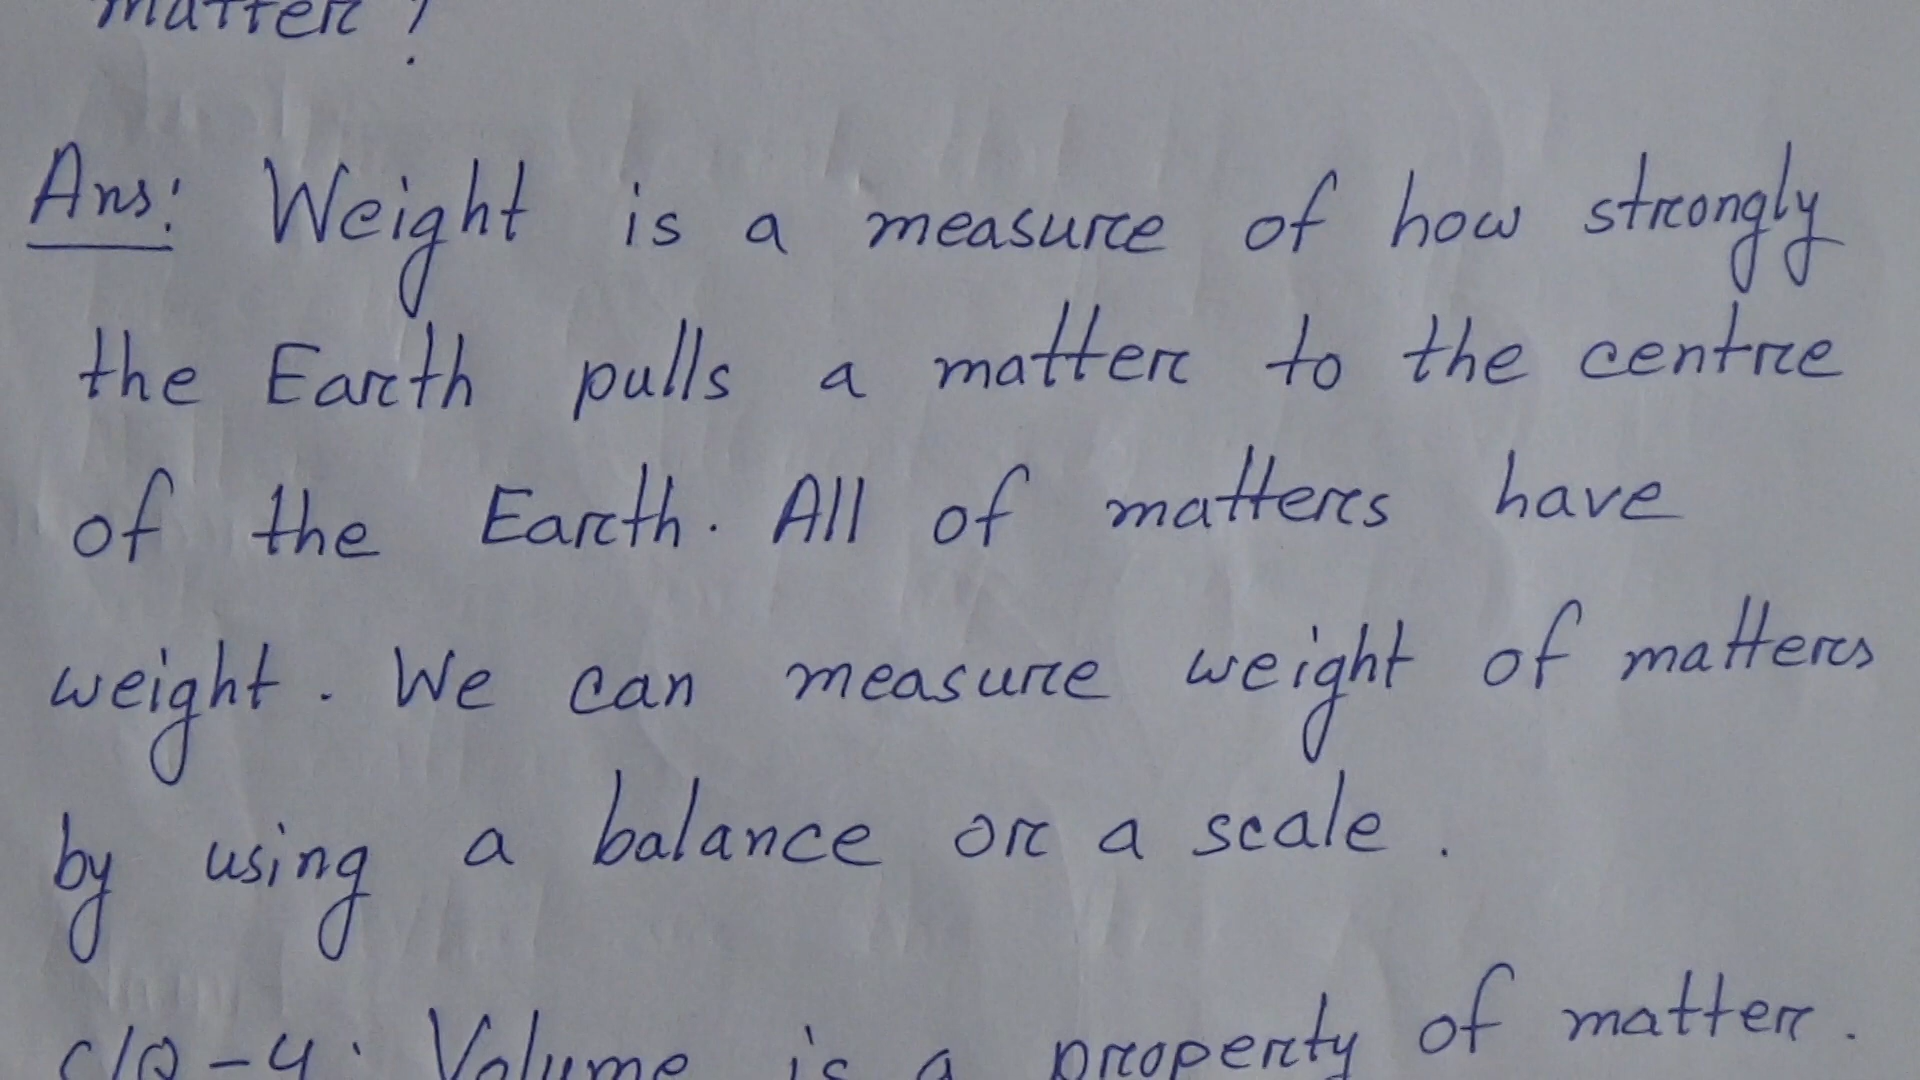 matter?
Ans: Weight is a measure of how strongly
the Earth pulls a matter to the centre
of the Earth. All of matters have
weight. We can measure weight of matters
by using a balance or a scale.
c/Q-4: Volume is a property of matter.